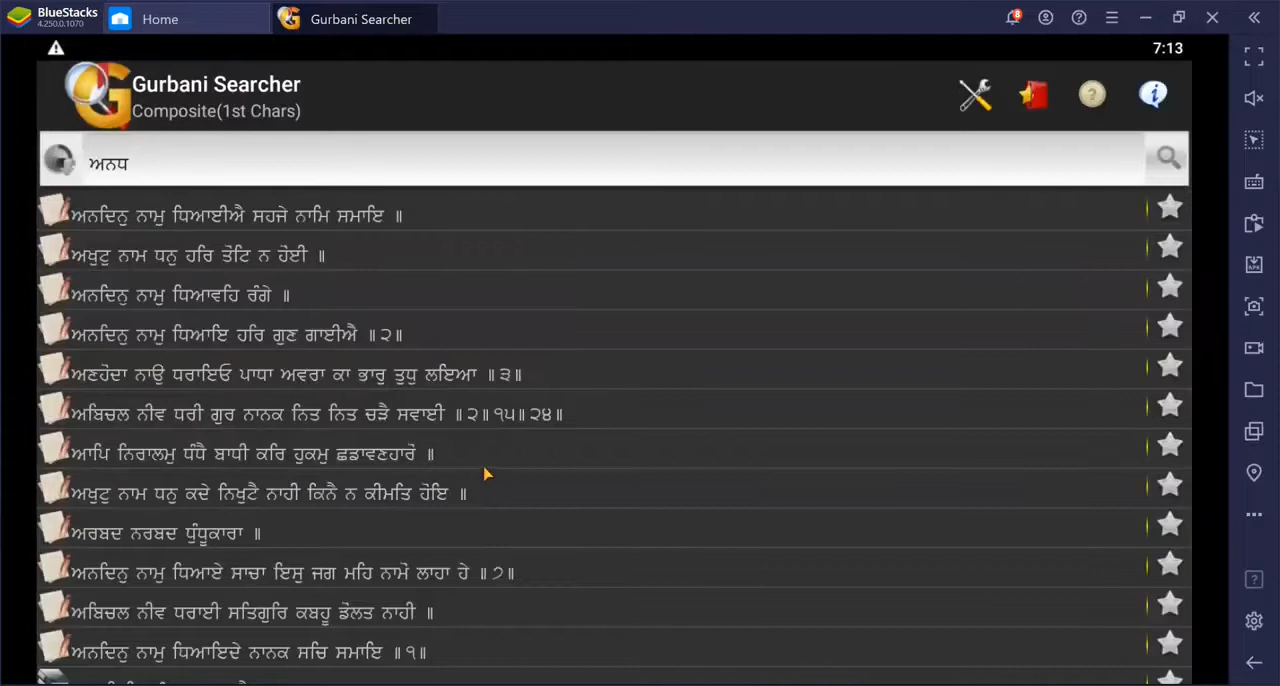 BlueStacks
4.250.0.1070
Home
Gurbani Searcher
8
7:13
Gurbani Searcher
Composite(1st Chars)
ਅਨਧ
ਅਨਦਿਨੁ ਨਾਮੁ ਧਿਆਈਐ ਸਹਜੇ ਨਾਮਿ ਸਮਾਇ ॥
ਅਖੁਟੁ ਨਾਮ ਧਨੁ ਹਰਿ ਤੋਟਿ ਨ ਹੋਈ ॥
ਅਨਦਿਨੁ ਨਾਮੁ ਧਿਆਵਹਿ ਰੰਗੇ ॥
ਅਨਦਿਨੁ ਨਾਮੁ ਧਿਆਇ ਹਰਿ ਗੁਣ ਗਾਈਐ ॥੨॥
ਅਣਹੋਦਾ ਨਾਉ ਧਰਾਇਓ ਪਾਧਾ ਅਵਰਾ ਕਾ ਭਾਰੁ ਤੁਧੁ ਲਇਆ ॥੩॥
ਅਬਿਚਲ ਨੀਵ ਧਰੀ ਗੁਰ ਨਾਨਕ ਨਿਤ ਨਿਤ ਚੜੈ ਸਵਾਈ ॥੨॥੧੫॥੨੪॥
ਆਪਿ ਨਿਰਾਲਮੁ ਧੰਧੈ ਬਾਧੀ ਕਰਿ ਹੁਕਮੁ ਛਡਾਵਣਹਾਰੋ ॥
ਅਖੁਟੁ ਨਾਮ ਧਨੁ ਕਦੇ ਨਿਖੁਟੈ ਨਾਹੀ ਕਿਨੈ ਨ ਕੀਮਤਿ ਹੋਇ ॥
ਅਰਬਦ ਨਰਬਦ ਧੁੰਧੂਕਾਰਾ ॥
ਅਨਦਿਨੁ ਨਾਮੁ ਧਿਆਏ ਸਾਚਾ ਇਸੁ ਜਗ ਮਹਿ ਨਾਮੋ ਲਾਹਾ ਹੇ ॥੭॥
ਅਬਿਚਲ ਨੀਵ ਧਰਾਈ ਸਤਿਗੁਰਿ ਕਬਹੂ ਡੋਲਤ ਨਾਹੀ ॥
ਅਨਦਿਨੁ ਨਾਮੁ ਧਿਆਇਦੇ ਨਾਨਕ ਸਚਿ ਸਮਾਇ ॥੧॥